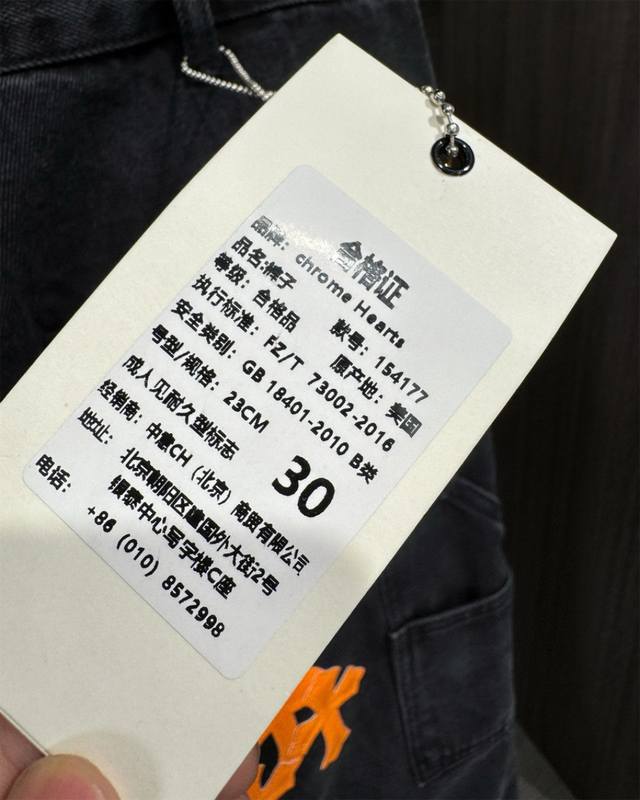 合格证
品牌: chrome Hearts
品名:裤子 款号: 154177
等级: 合格品 原产地: 美国
执行标准: FZ/T 73002-2016
安全类别: GB 18401-2010 B类
号型/规格: 23CM
成人见耐久型标志 30
经销商: 中意CH (北京) 商贸有限公司
地址: 北京朝阳区建国外大街2号
银泰中心写字楼C座
电话: +86 (010) 8572998